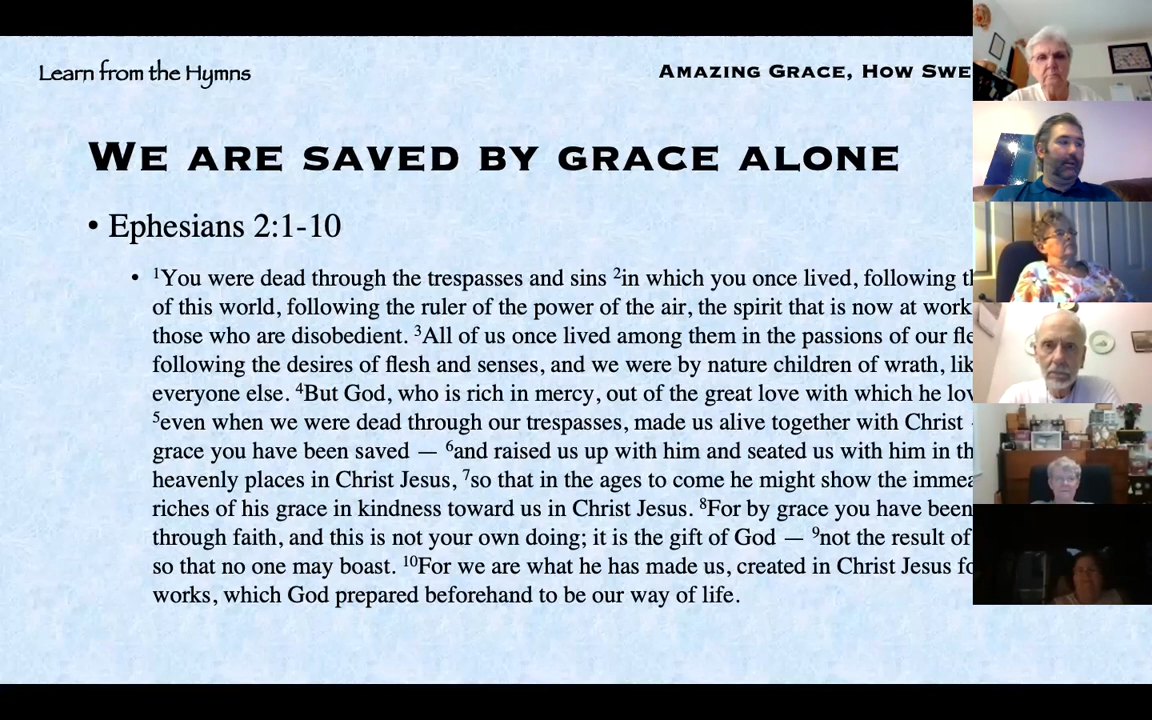 Learn from the Hymns
Amazing Grace, How
We are saved by grace alone
• Ephesians 2:1-10
• ¹You were dead through the trespasses and sins ²in which you once lived, following
of this world, following the ruler of the power of the air, the spirit that is now at work
those who are disobedient. ³All of us once lived among them in the passions of our
following the desires of flesh and senses, and we were by nature children of wrath,
everyone else. ⁴But God, who is rich in mercy, out of the great love with which he
⁵even when we were dead through our trespasses, made us alive together with Christ
grace you have been saved — ⁶and raised us up with him and seated us with him in
heavenly places in Christ Jesus, ⁷so that in the ages to come he might show the
riches of his grace in kindness toward us in Christ Jesus. ⁸For by grace you have been
through faith, and this is not your own doing; it is the gift of God — ⁹not the result of
so that no one may boast. ¹⁰For we are what he has made us, created in Christ Jesus
works, which God prepared beforehand to be our way of life.